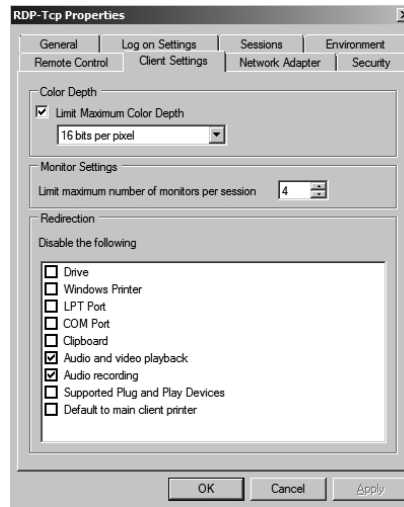 RDP-Tcp Properties
General Log on Settings Sessions Environment
Remote Control Client Settings Network Adapter Security
Color Depth
Limit Maximum Color Depth
16 bits per pixel
Monitor Settings
Limit maximum number of monitors per session 4
Redirection
Disable the following
Drive
Windows Printer
LPT Port
COM Port
Clipboard
Audio and video playback
Audio recording
Supported Plug and Play Devices
Default to main client printer
OK Cancel Apply